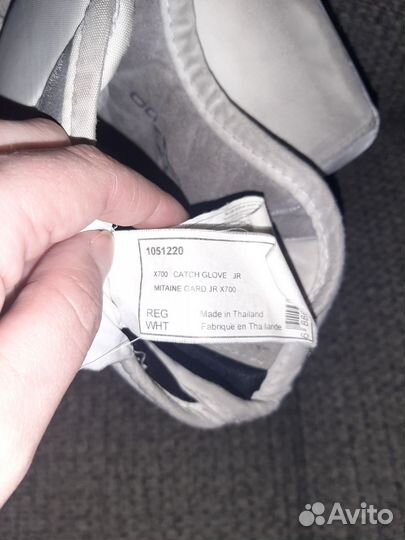 1051220
X700 CATCH GLOVE JR
MITAINE GARD JR X700
REG Made in Thailand
WHT Fabriqué en Thaïlande
Avito